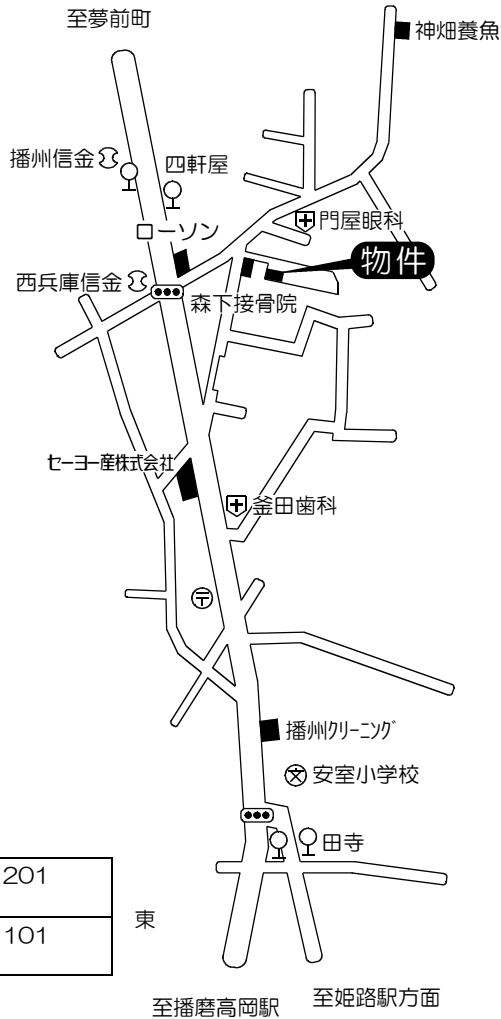 至夢前町
神畑養魚
播州信金
四軒屋
門屋眼科
ローソン
物件
西兵庫信金
森下接骨院
セーヨー産株式会社
釜田歯科
〒
播州ｸﾘｰﾆﾝｸﾞ
文
安室小学校
田寺
201
東
101
至播磨高岡駅
至姫路駅方面